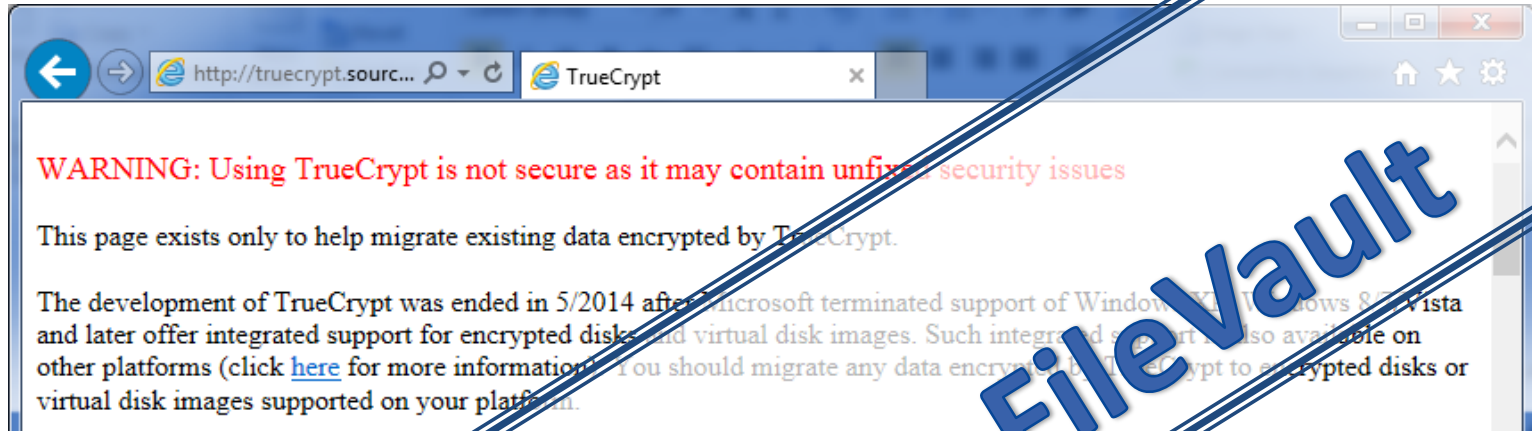 http://truecrypt.sourc...
TrueCrypt
WARNING: Using TrueCrypt is not secure as it may contain unfixed security issues
This page exists only to help migrate existing data encrypted by TrueCrypt.
The development of TrueCrypt was ended in 5/2014 after Microsoft terminated support of Windows XP. Windows 8/7/Vista
and later offer integrated support for encrypted disks and virtual disk images. Such integrated support is also available on
other platforms (click here for more information). You should migrate any data encrypted by TrueCrypt to encrypted disks or
virtual disk images supported on your platform.
FileVault